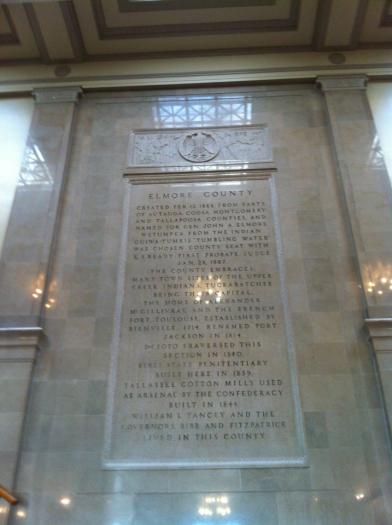 ELMORE COUNTY
CREATED FEB. 15 1866 FROM PARTS
OF AUTAUGA, COOSA, MONTGOMERY,
AND TALLAPOOSA COUNTIES, AND
NAMED FOR GEN. JOHN A. ELMORE.
WETUMPKA FROM THE INDIAN
TUMBLING WATER
WAS CHOSEN COUNTY SEAT WITH
READY FIRST PROBATE JUDGE
JAN. 1867.
THE COUNTY EMBRACES
MANY TOWN SITES OF THE UPPER
CREEK INDIANS, TUCKABATCHEE
BEING THE CAPITAL.
THE HOME OF ALEXANDER
McGILLIVRAY AND THE FRENCH
FORT, TOULOUSE, ESTABLISHED BY
BIENVILLE, 1714 RENAMED FORT
JACKSON IN 1814.
DESOTO TRAVERSED THIS
SECTION IN 1540.
FIRST STATE PENITENTIARY
BUILT HERE IN 1839.
TALLASSEE COTTON MILLS USED
AS ARSENAL BY THE CONFEDERACY
BUILT IN 1844.
WILLIAM L. YANCEY AND THE
GOVERNORS, BIBB AND FITZPATRICK
LIVED IN THIS COUNTY